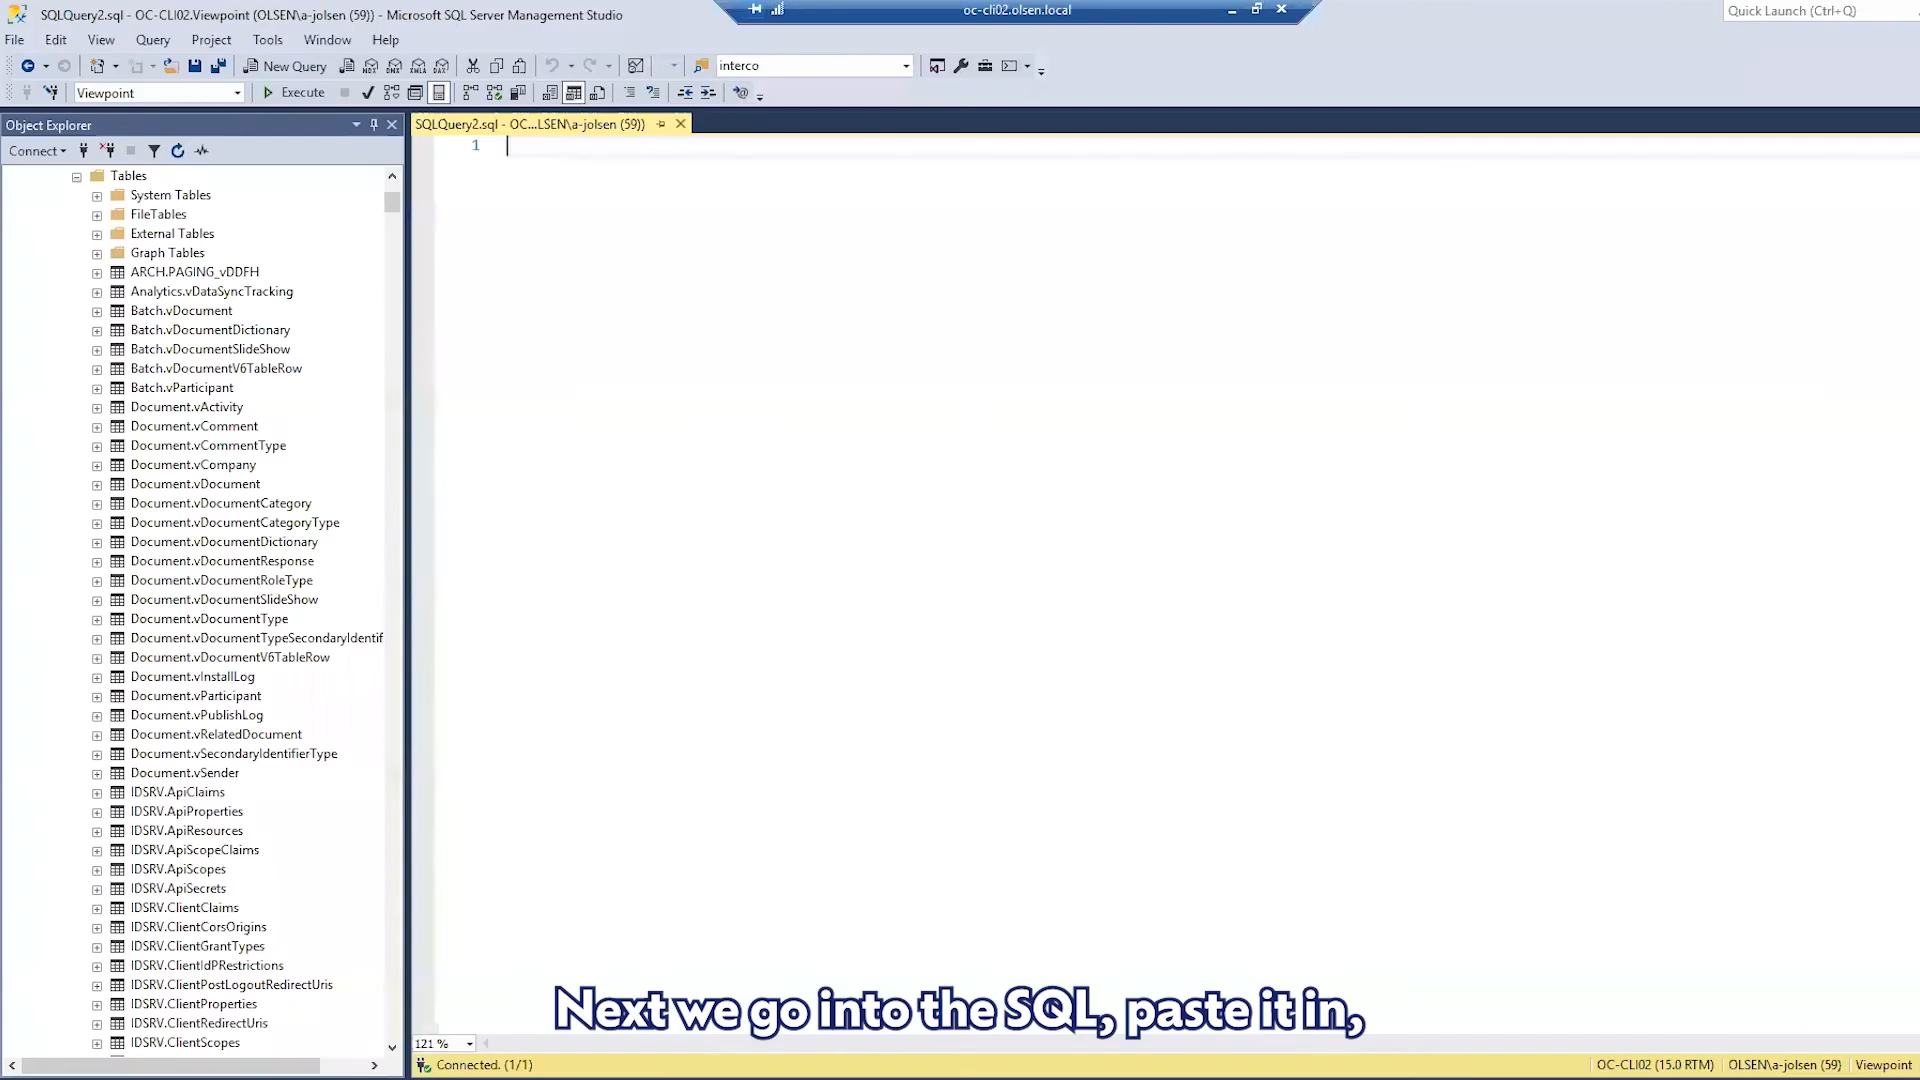 SQLQuery2.sql - OC-CLI02.Viewpoint (OLSEN\a-jolsen (59)) - Microsoft SQL Server Management Studio
oc-cli02.olsen.local
Quick Launch (Ctrl+Q)
File Edit View Query Project Tools Window Help
New Query
MDX DMX XMLA DAX
interco
Viewpoint
Execute
Object Explorer
SQLQuery2.sql - OC...LSEN\a-jolsen (59))
Connect
1
Tables
System Tables
FileTables
External Tables
Graph Tables
ARCH.PAGING_vDDFH
Analytics.vDataSyncTracking
Batch.vDocument
Batch.vDocumentDictionary
Batch.vDocumentSlideShow
Batch.vDocumentV6TableRow
Batch.vParticipant
Document.vActivity
Document.vComment
Document.vCommentType
Document.vCompany
Document.vDocument
Document.vDocumentCategory
Document.vDocumentCategoryType
Document.vDocumentDictionary
Document.vDocumentResponse
Document.vDocumentRoleType
Document.vDocumentSlideShow
Document.vDocumentType
Document.vDocumentTypeSecondaryIdentif
Document.vDocumentV6TableRow
Document.vInstallLog
Document.vParticipant
Document.vPublishLog
Document.vRelatedDocument
Document.vSecondaryIdentifierType
Document.vSender
IDSRV.ApiClaims
IDSRV.ApiProperties
IDSRV.ApiResources
IDSRV.ApiScopeClaims
IDSRV.ApiScopes
IDSRV.ApiSecrets
IDSRV.ClientClaims
IDSRV.ClientCorsOrigins
IDSRV.ClientGrantTypes
IDSRV.ClientIdPRestrictions
IDSRV.ClientPostLogoutRedirectUris
IDSRV.ClientProperties
IDSRV.ClientRedirectUris
IDSRV.ClientScopes
Next we go into the SQL, paste it in,
121 %
Connected. (1/1)
OC-CLI02 (15.0 RTM)
OLSEN\a-jolsen (59)
Viewpoint